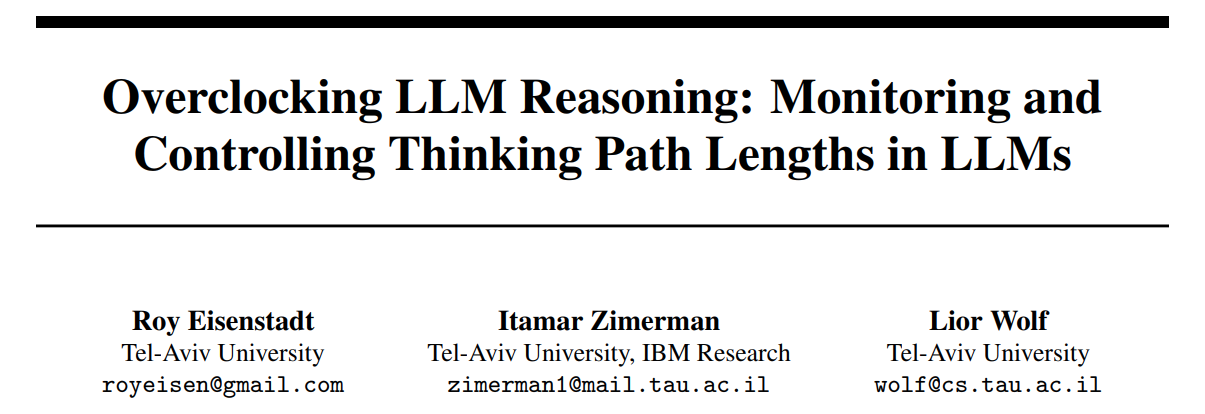 Overclocking LLM Reasoning: Monitoring and
Controlling Thinking Path Lengths in LLMs
Roy Eisenstadt
Tel-Aviv University
royeisen@gmail.com
Itamar Zimerman
Tel-Aviv University, IBM Research
zimerman1@mail.tau.ac.il
Lior Wolf
Tel-Aviv University
wolf@cs.tau.ac.il